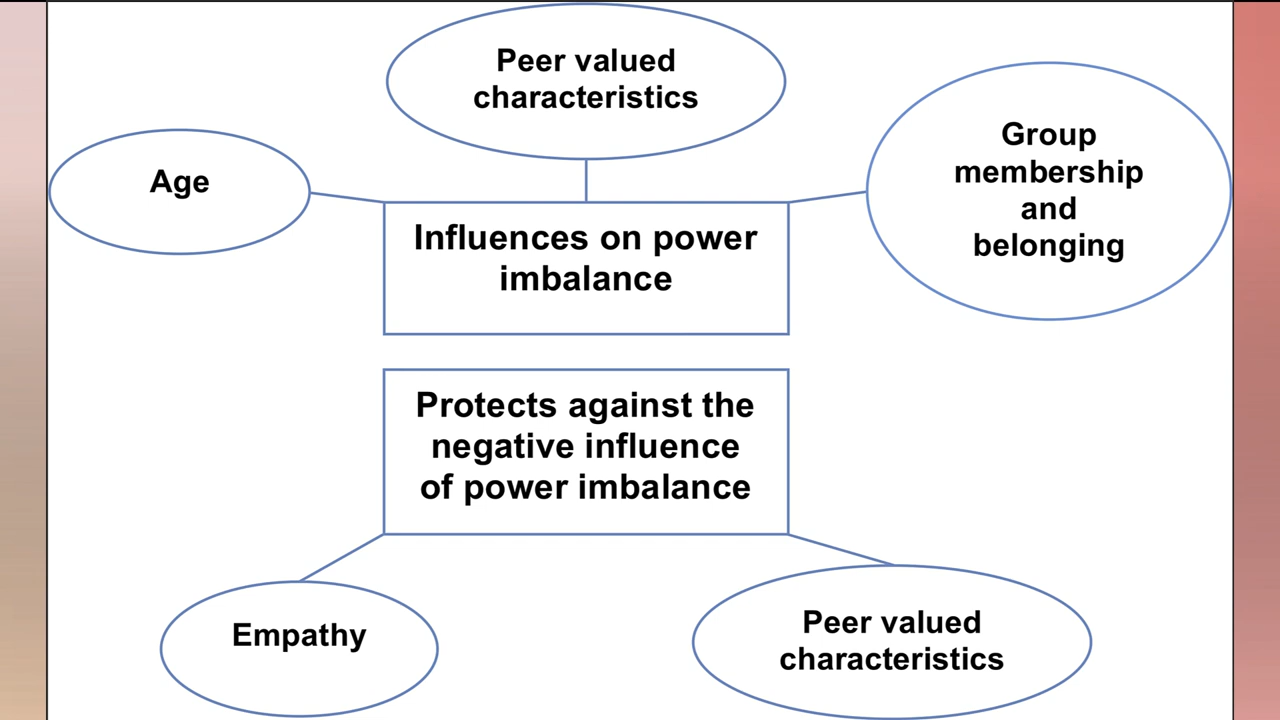 Peer valued
characteristics
Age
Group
membership
and
belonging
Influences on power
imbalance
Protects against the
negative influence
of power imbalance
Empathy
Peer valued
characteristics